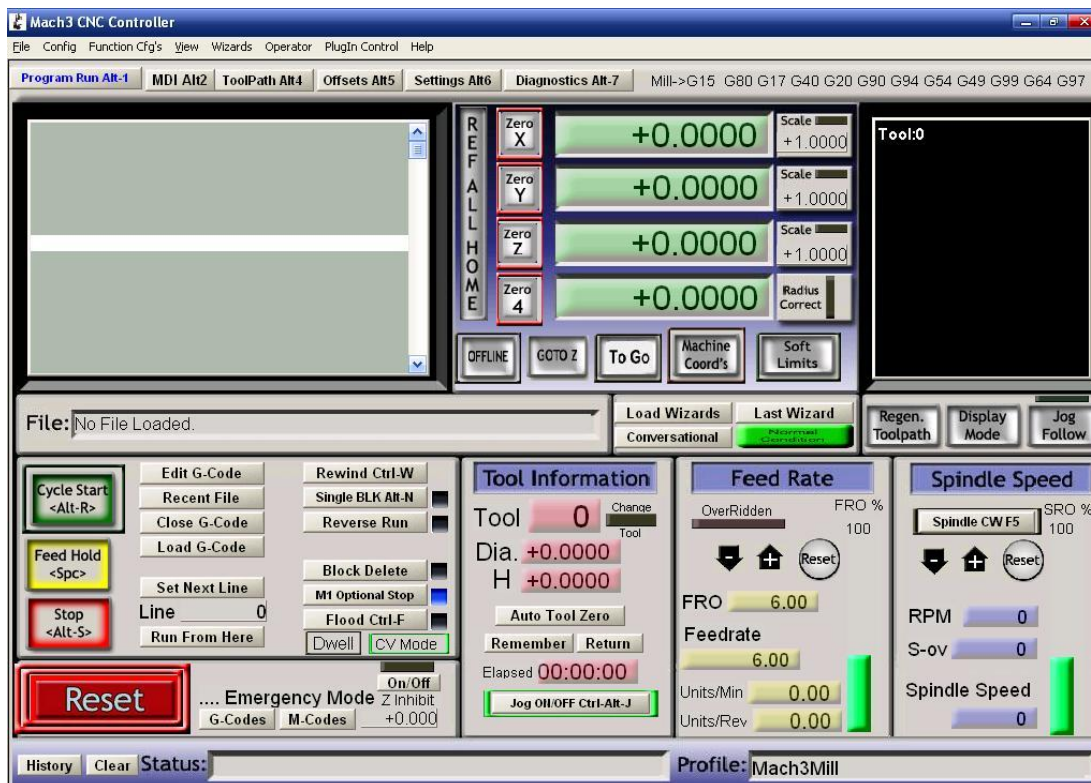 Mach3 CNC Controller
File Config Function Cfg's View Wizards Operator PlugIn Control Help
Program Run Alt-1 MDI Alt2 ToolPath Alt4 Offsets Alt5 Settings Alt6 Diagnostics Alt-7 Mill->G15 G80 G17 G40 G20 G90 G94 G54 G49 G99 G64 G97
REF ALL HOME
Zero X +0.0000 Scale +1.0000
Zero Y +0.0000 Scale +1.0000
Zero Z +0.0000 Scale +1.0000
Zero 4 +0.0000 Radius Correct
OFFLINE GOTO Z To Go Machine Coord's Soft Limits
Tool:0
File: No File Loaded.
Load Wizards Last Wizard
Conversational Normal Condition
Regen. Toolpath Display Mode Jog Follow
Cycle Start <Alt-R>
Feed Hold <Spc>
Stop <Alt-S>
Edit G-Code
Recent File
Close G-Code
Load G-Code
Set Next Line
Line 0
Run From Here
Rewind Ctrl-W
Single BLK Alt-N
Reverse Run
Block Delete
M1 Optional Stop
Flood Ctrl-F
Dwell CV Mode
Reset
.... Emergency Mode
G-Codes M-Codes
On/Off
Z Inhibit
+0.000
Tool Information
Tool 0 Change Tool
Dia. +0.0000
H +0.0000
Auto Tool Zero
Remember Return
Elapsed 00:00:00
Jog ON/OFF Ctrl-Alt-J
Feed Rate
OverRidden FRO %
100
Reset
FRO 6.00
Feedrate
6.00
Units/Min 0.00
Units/Rev 0.00
Spindle Speed
Spindle CW F5 SRO %
100
Reset
RPM 0
S-ov 0
Spindle Speed
0
History Clear Status: Profile: Mach3Mill